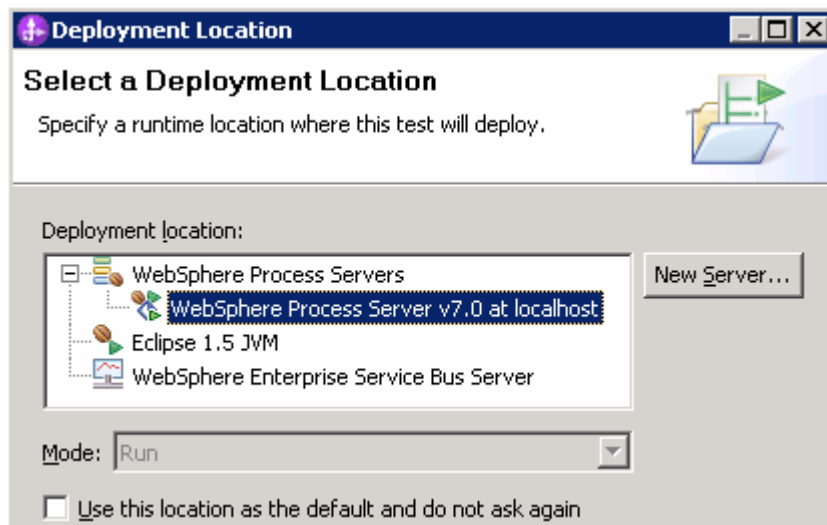 Deployment Location
Select a Deployment Location
Specify a runtime location where this test will deploy.
Deployment location:
WebSphere Process Servers
New Server...
WebSphere Process Server v7.0 at localhost
Eclipse 1.5 JVM
WebSphere Enterprise Service Bus Server
Mode: Run
Use this location as the default and do not ask again